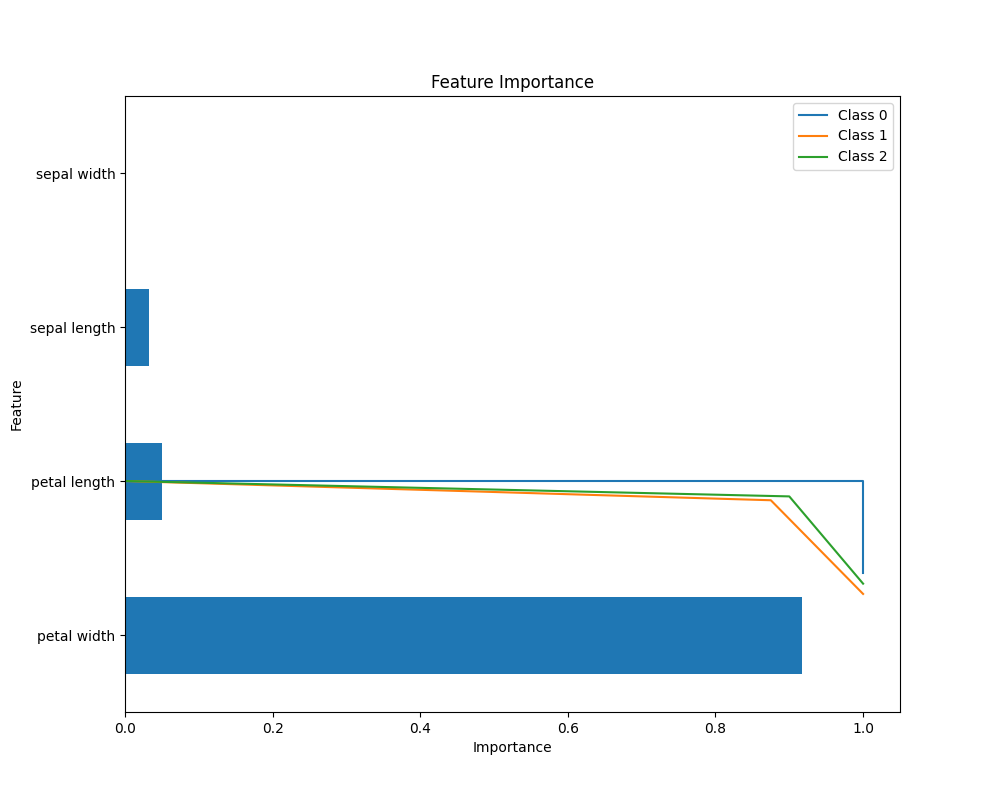 Feature Importance
Class 0
Class 1
Class 2
sepal width
sepal length
petal length
petal width
Feature
0.0 0.2 0.4 0.6 0.8 1.0
Importance